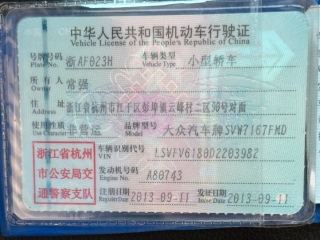 中华人民共和国机动车行驶证
Vehicle License of the People's Republic of China
号牌号码 浙AF023H 车辆类型 小型轿车
Plate No. Vehicle Type
所有人 常强
Owner
住址 浙江省杭州市江干区彭埠镇云峰村二区30号对面
Address
使用性质 非营运 品牌型号 大众汽车牌SVW7167FMD
Use Character Model
浙江省杭州市公安局交通警察支队
车辆识别代号 LSVFV6180D2203982
VIN
发动机号码 A80743
Engine No.
注册日期 2013-09-11 发证日期 2013-09-11
Register Date Issue Date